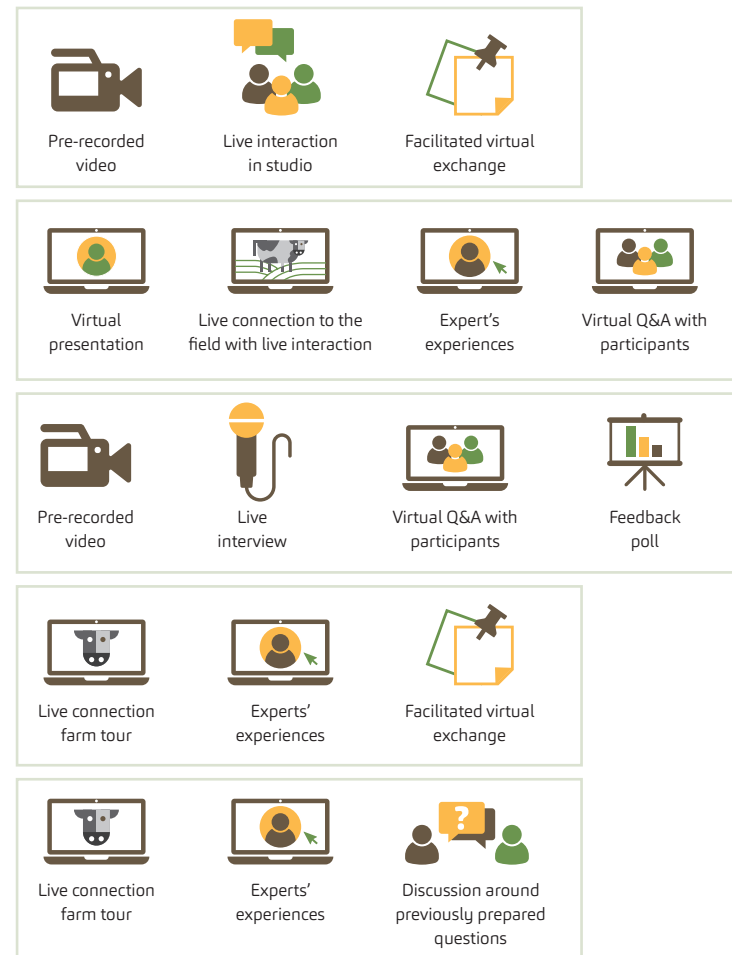 Pre-recorded
video
Live interaction
in studio
Facilitated virtual
exchange
Virtual
presentation
Live connection to the
field with live interaction
Expert's
experiences
Virtual Q&A with
participants
Pre-recorded
video
Live
interview
Virtual Q&A with
participants
Feedback
poll
Live connection
farm tour
Experts'
experiences
Facilitated virtual
exchange
?
Live connection
farm tour
Experts'
experiences
Discussion around
previously prepared
questions